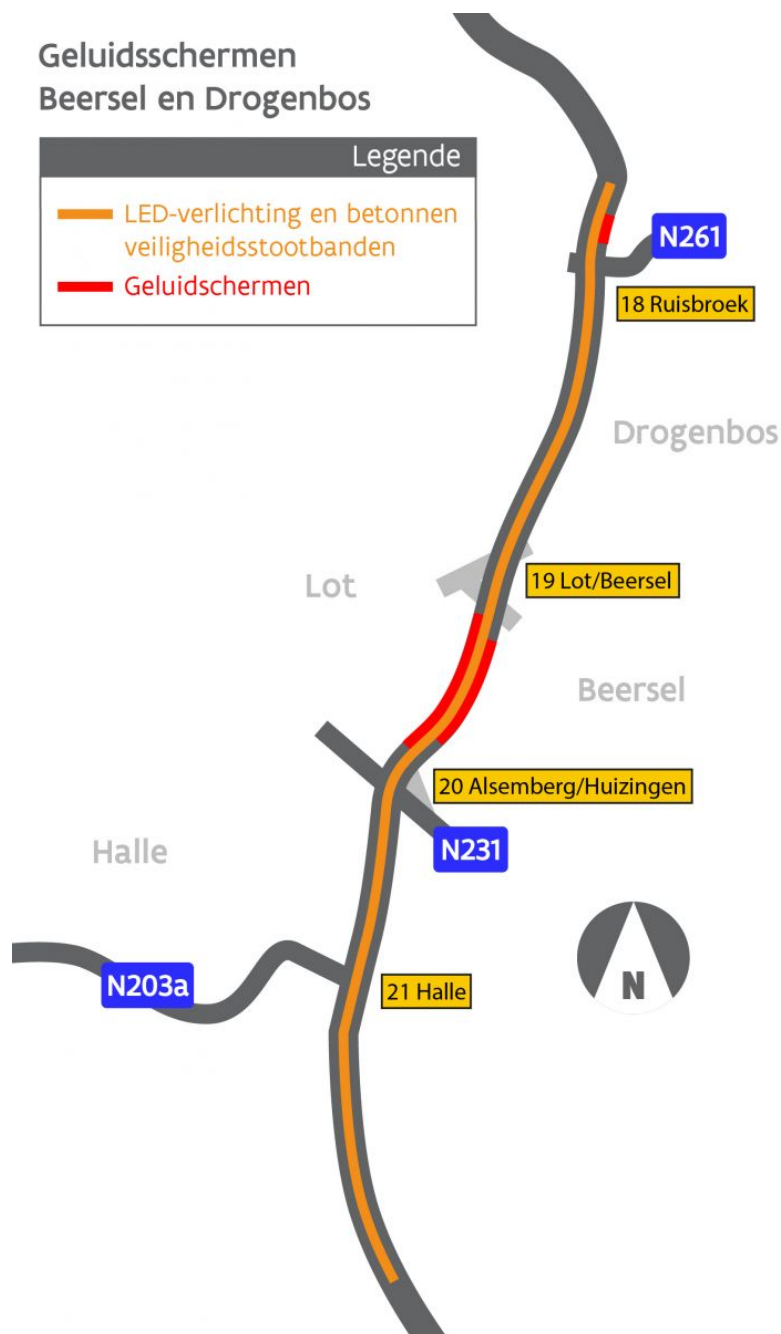 Geluidsschermen
Beersel en Drogenbos
Legende
LED-verlichting en betonnen
veiligheidsstootbanden
Geluidschermen
N261
18 Ruisbroek
Drogenbos
Lot
19 Lot/Beersel
Beersel
20 Alsemberg/Huizingen
Halle
N231
N203a
21 Halle
N